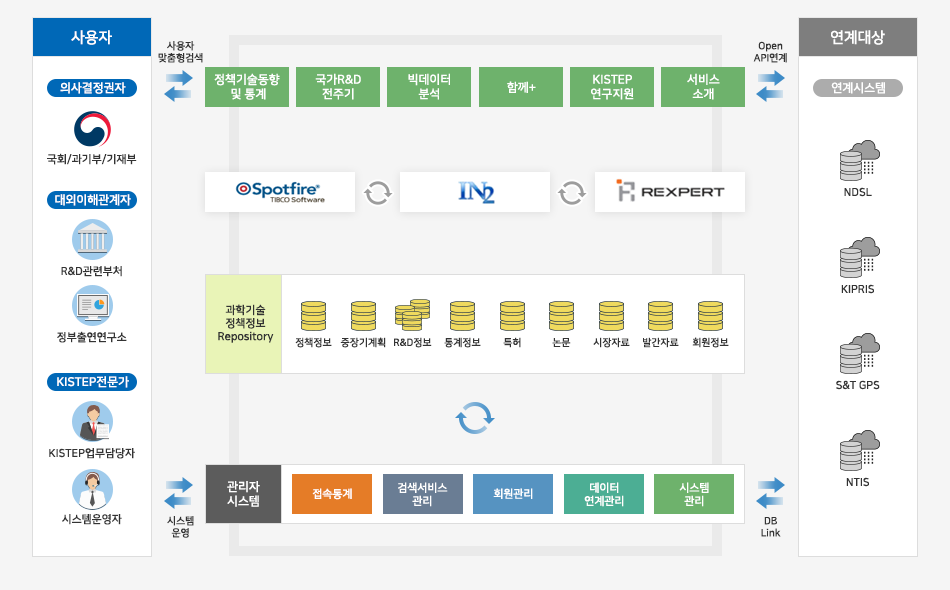 사용자
의사결정권자
국회/과기부/기재부
대외이해관계자
R&D관련부처
정부출연연구소
KISTEP전문가
KISTEP업무담당자
시스템운영자
사용자
맞춤형검색
시스템
운영
정책기술동향
및 통계
국가R&D
전주기
빅데이터
분석
함께+
KISTEP
연구지원
서비스
소개
Spotfire®
TIBCO Software
IN2
REXPERT
과학기술
정책정보
Repository
정책정보
중장기계획
R&D정보
통계정보
특허
논문
시장자료
발간자료
회원정보
관리자
시스템
접속통계
검색서비스
관리
회원관리
데이터
연계관리
시스템
관리
Open
API연계
DB
Link
연계대상
연계시스템
NDSL
KIPRIS
S&T GPS
NTIS